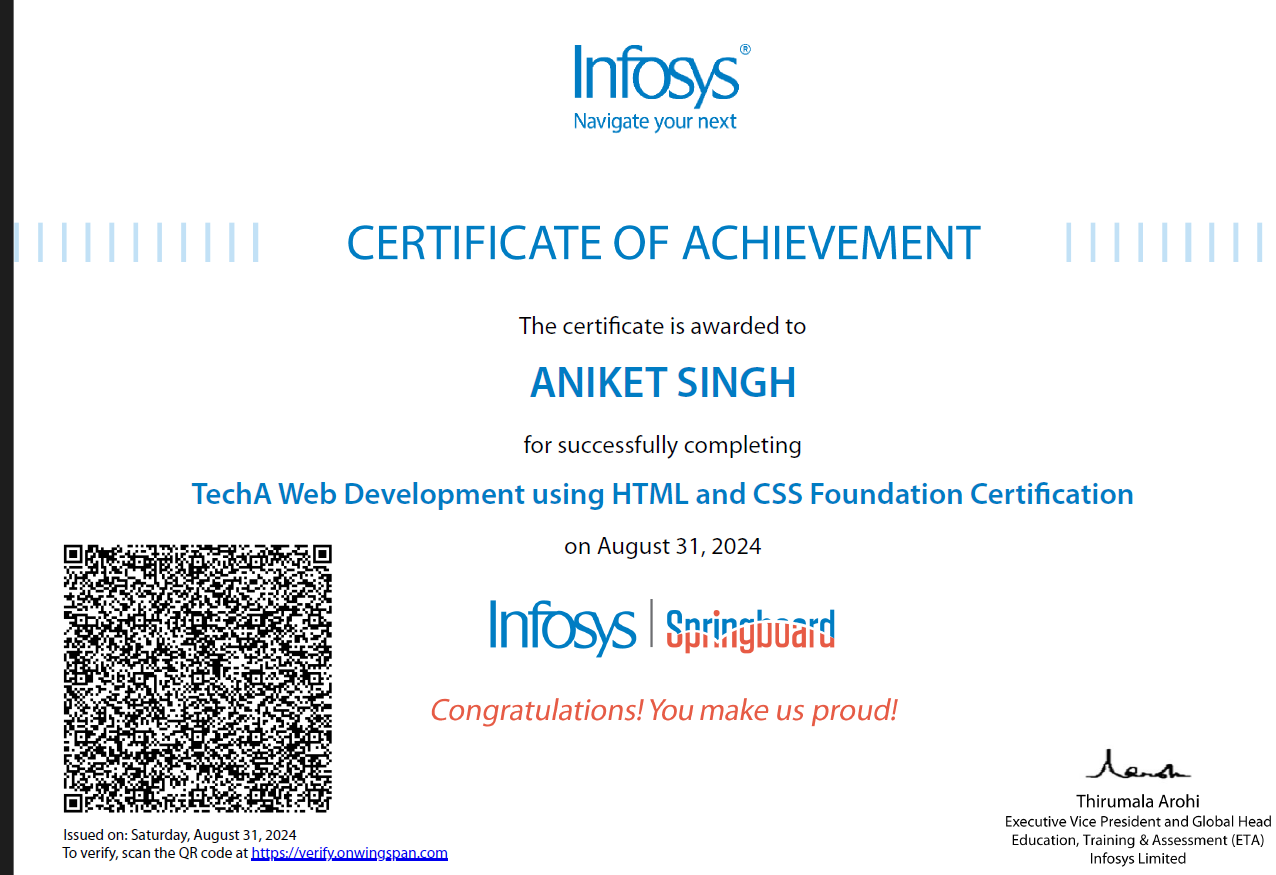 Infosys®
Navigate your next
CERTIFICATE OF ACHIEVEMENT
The certificate is awarded to
ANIKET SINGH
for successfully completing
TechA Web Development using HTML and CSS Foundation Certification
on August 31, 2024
Infosys | Springboard
Congratulations! You make us proud!
Issued on: Saturday, August 31, 2024
To verify, scan the QR code at https://verify.onwingspan.com
Thirumala Arohi
Executive Vice President and Global Head
Education, Training & Assessment (ETA)
Infosys Limited